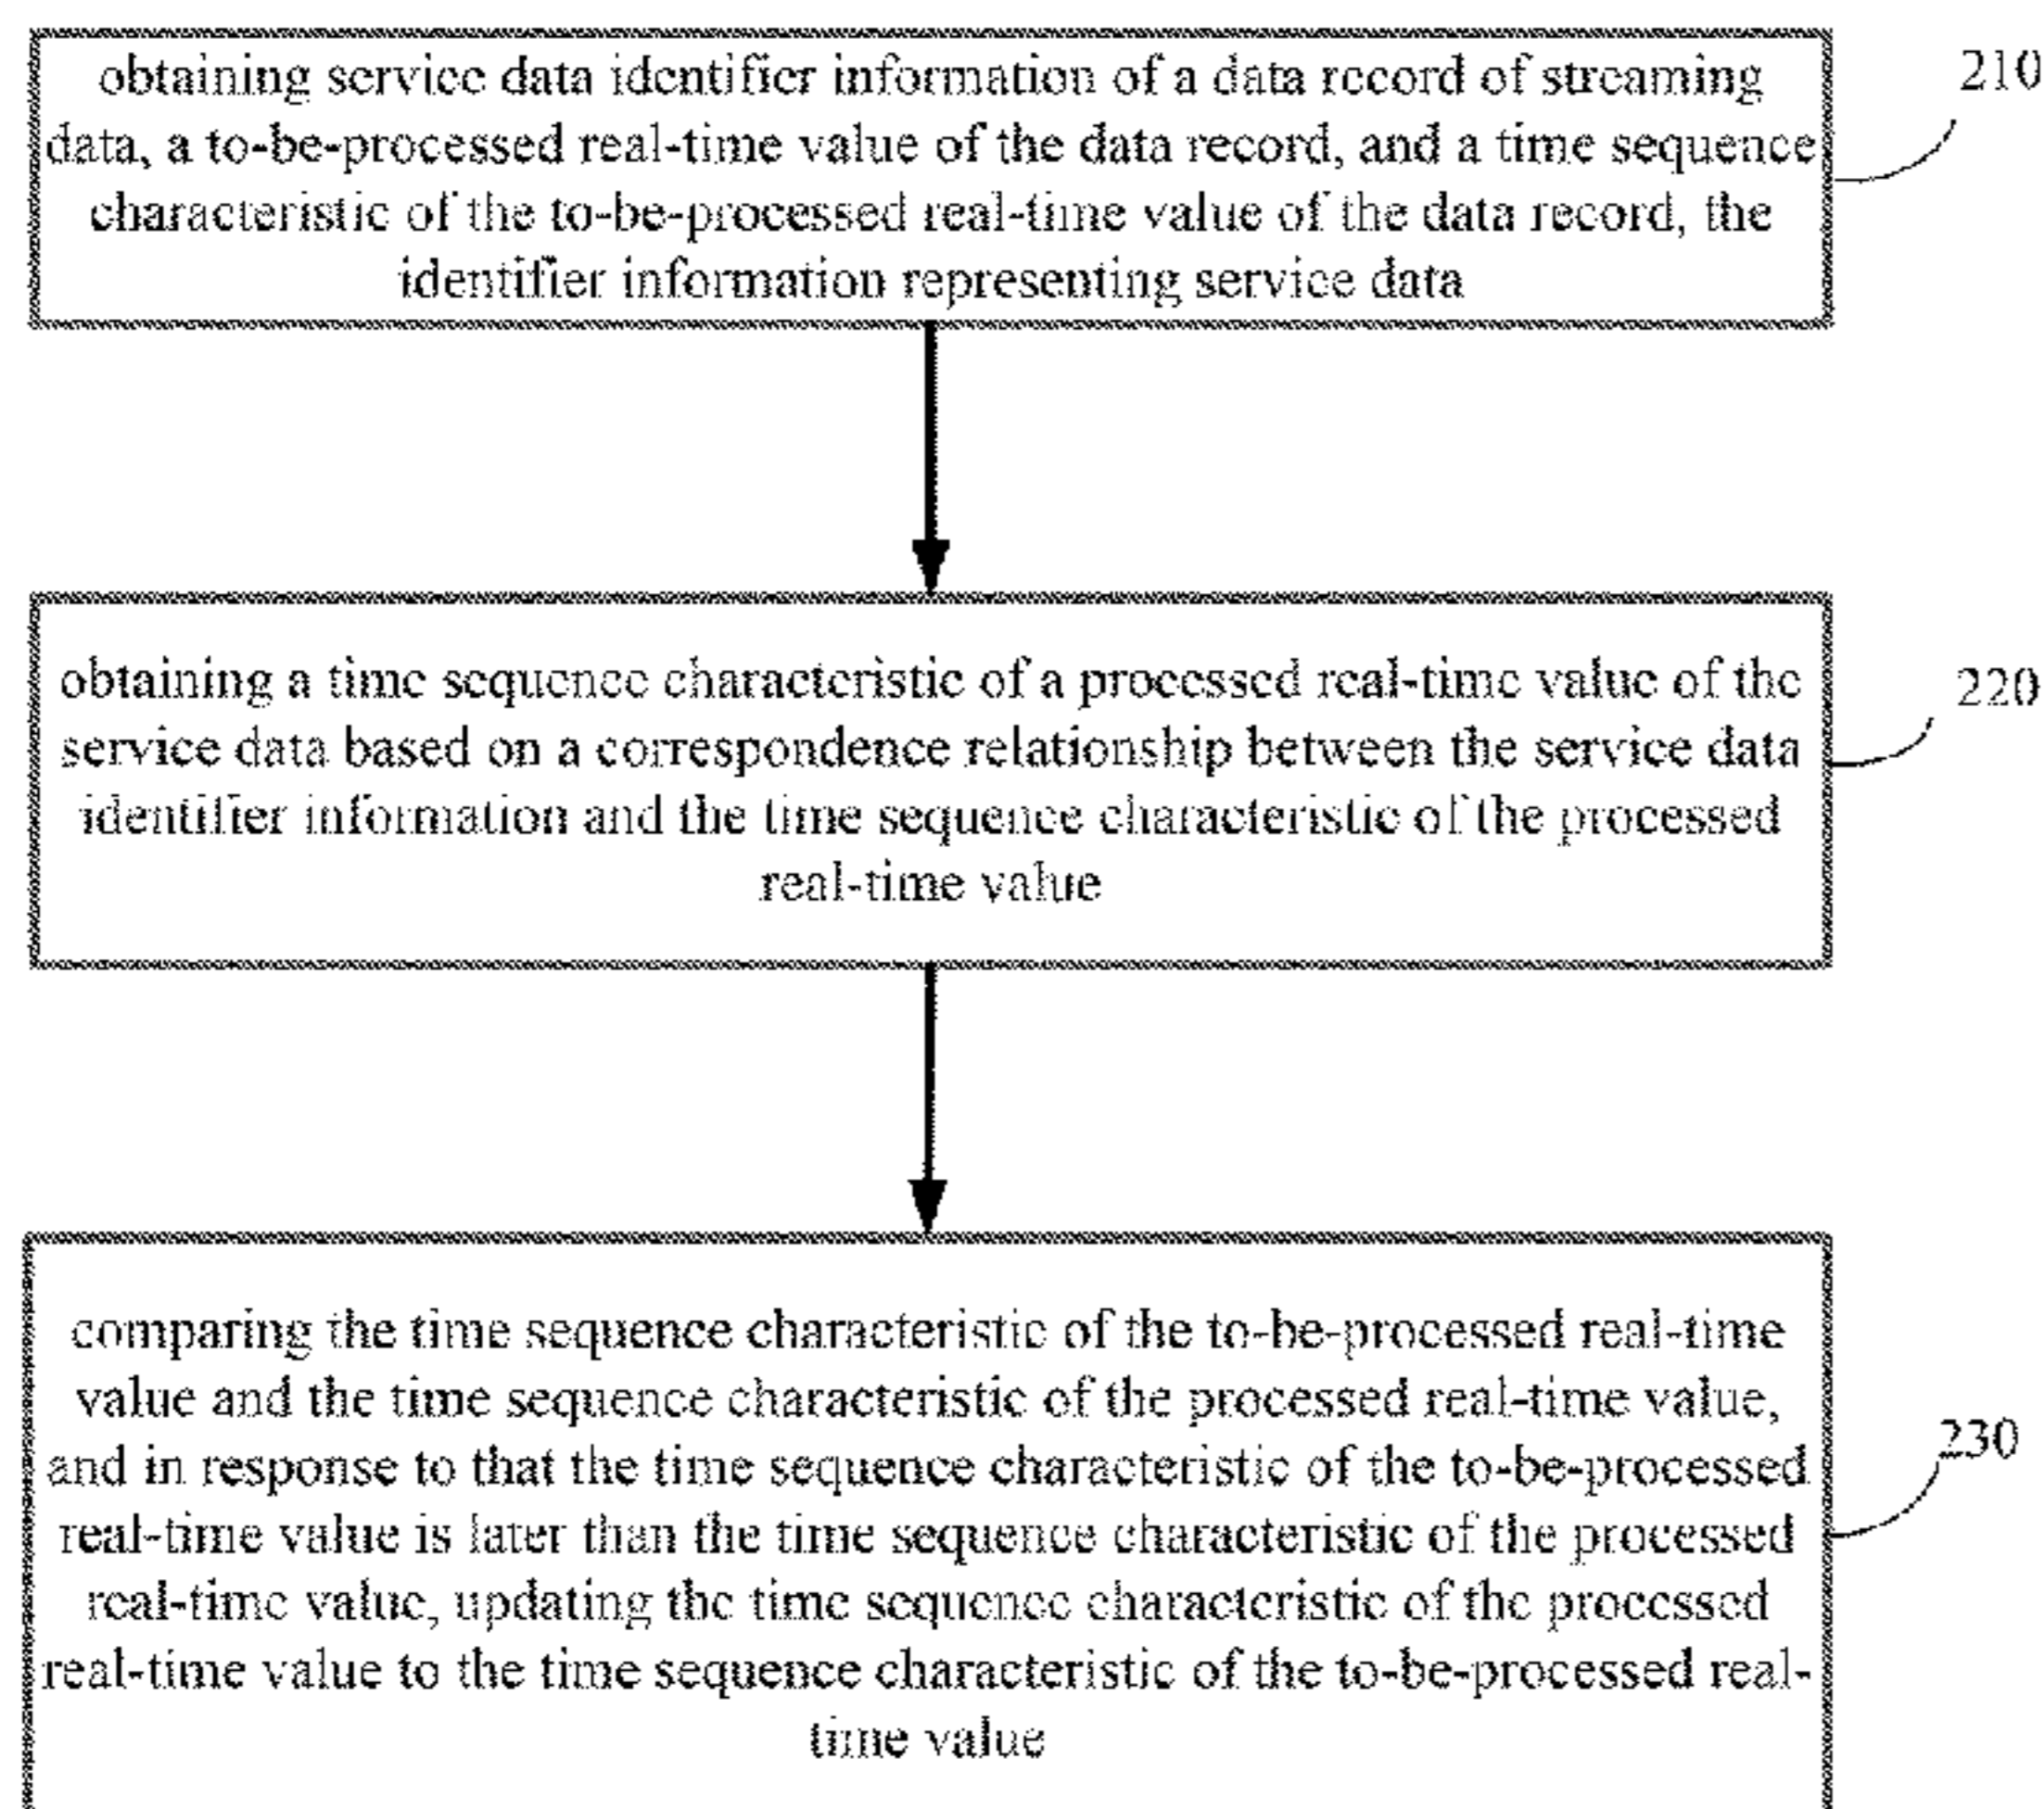 obtaining service data identifier information of a data record of streaming
210
data, a to-be-processed real-time value of the data record, and a time sequence
characteristic of the to-be-processed real-time value of the data record, the
identifier information representing service data
obtaining a time sequence characteristic of a processed real-time value of the
220
service data based on a correspondence relationship between the service data
identifier information and the time sequence characteristic of the processed
real-time value
comparing the time sequence characteristic of the to-be-processed real-time
value and the time sequence characteristic of the processed real-time value,
230
and in response to that the time sequence characteristic of the to-be-processed
real-time value is later than the time sequence characteristic of the processed
real-time value, updating the time sequence characteristic of the processed
real-time value to the time sequence characteristic of the to-be-processed real-
time value